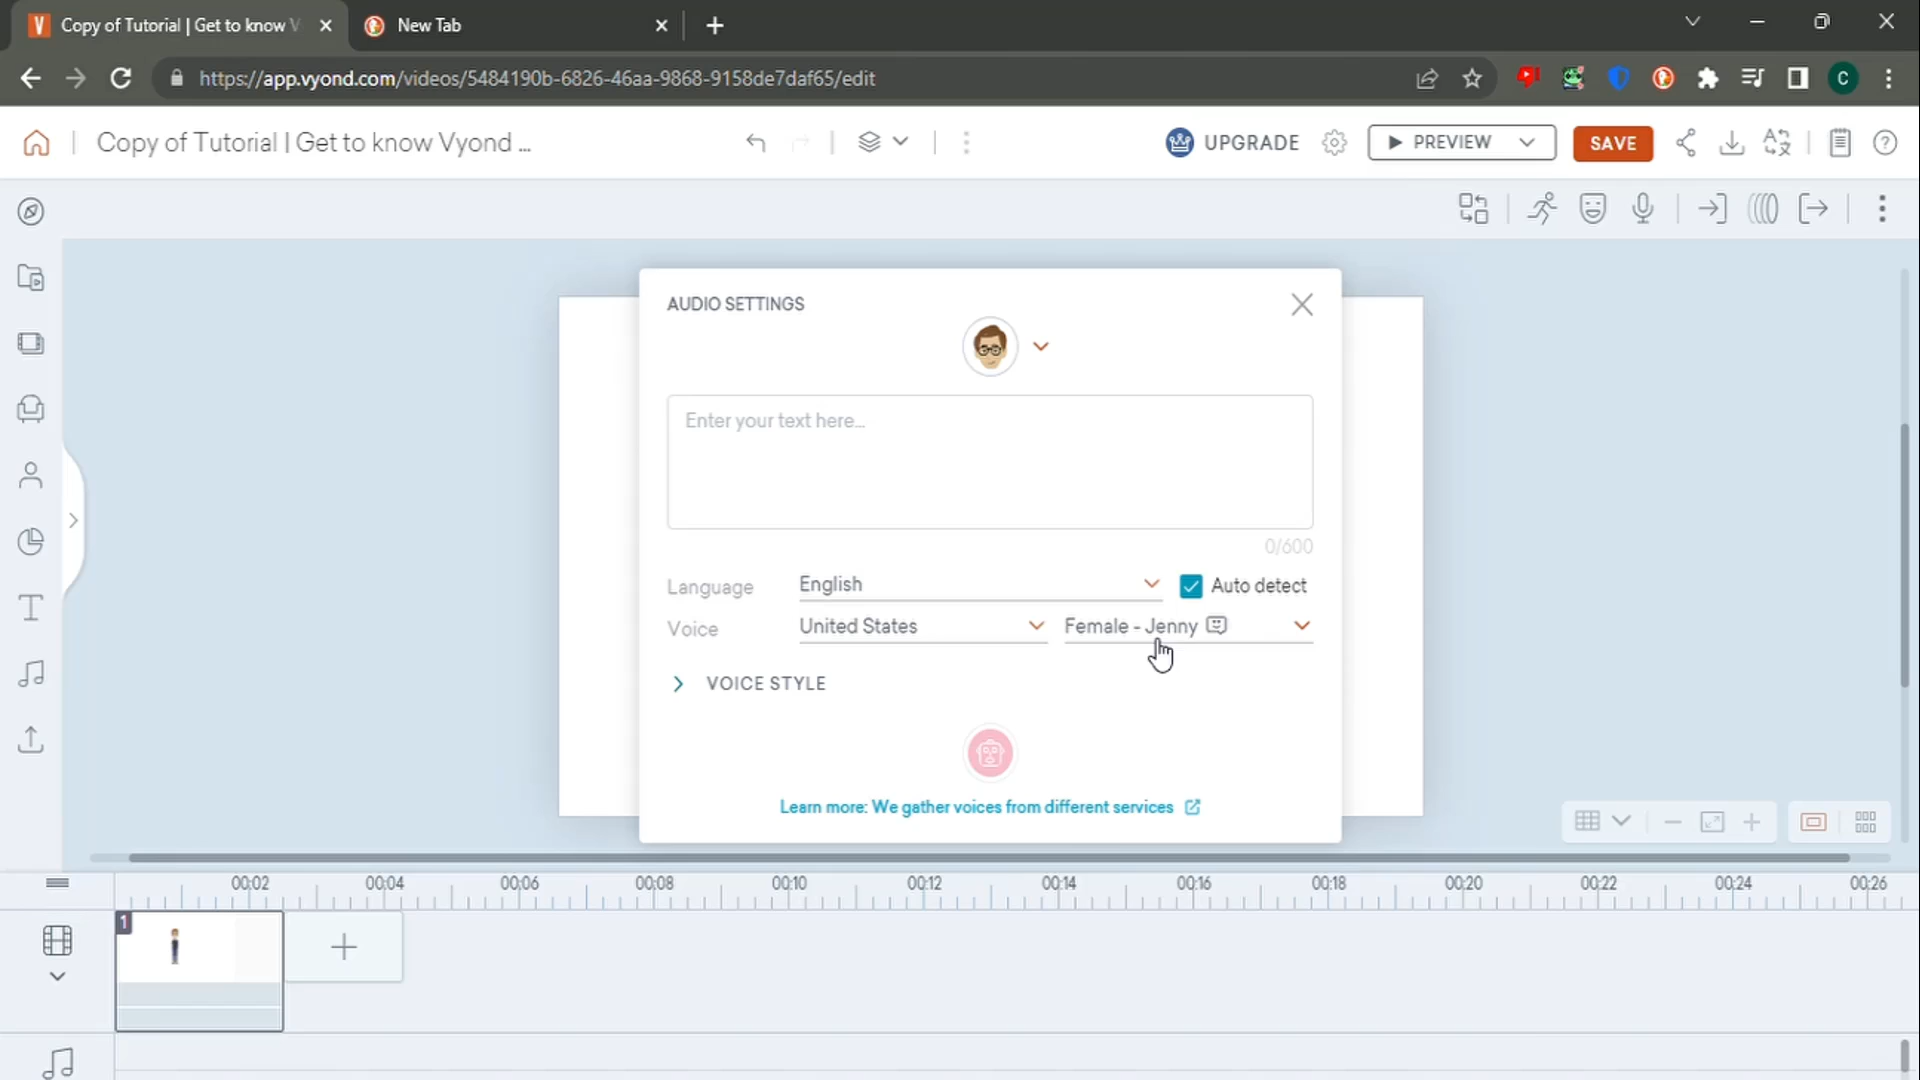 Copy of Tutorial | Get to know V
New Tab
https://app.vyond.com/videos/5484190b-6826-46aa-9868-9158de7daf65/edit
C
Copy of Tutorial | Get to know Vyond ...
UPGRADE
PREVIEW
SAVE
AUDIO SETTINGS
Enter your text here...
0/600
Language
English
Auto detect
Voice
United States
Female - Jenny
VOICE STYLE
Learn more: We gather voices from different services
00:02
00:04
00:06
00:08
00:10
00:12
00:14
00:16
00:18
00:20
00:22
00:24
00:26
1